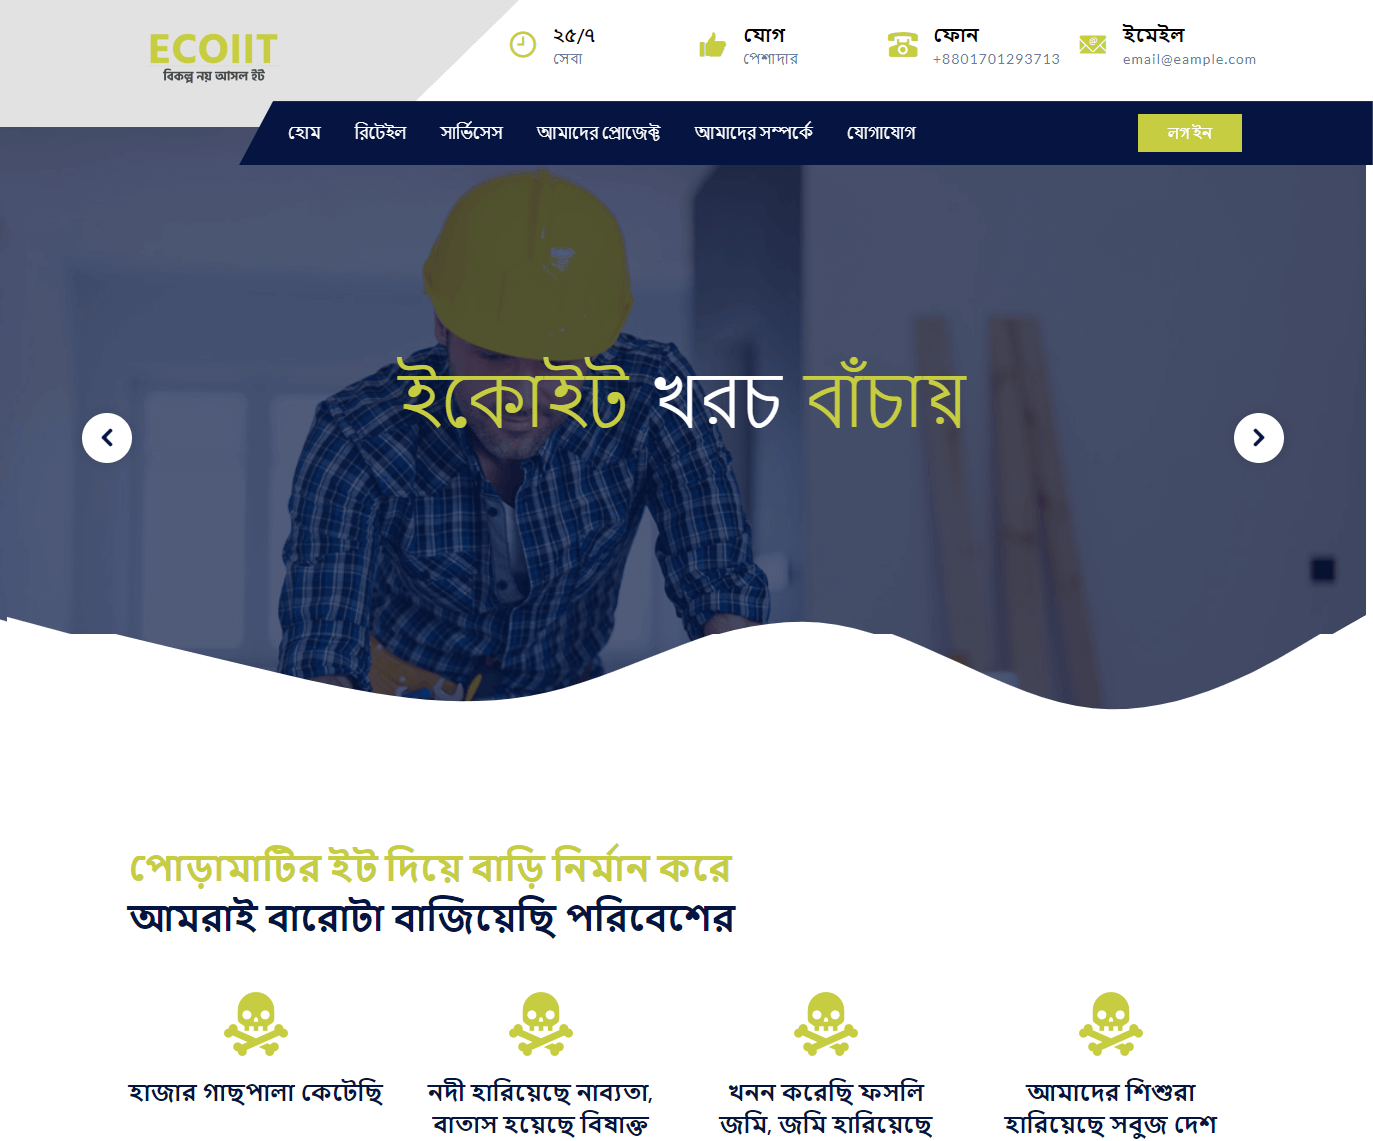 ECOIIT
বিকল্প নয় আসল ইট
২৫/৭
সেবা
যোগ
পেশাদার
ফোন
+8801701293713
ইমেইল
email@eample.com
হোম
রিটেইল
সার্ভিসেস
আমাদের প্রোজেক্ট
আমাদের সম্পর্কে
যোগাযোগ
লগ ইন
ইকোইট খরচ বাঁচায়
পোড়ামাটির ইট দিয়ে বাড়ি নির্মান করে
আমরাই বারোটা বাজিয়েছি পরিবেশের
হাজার গাছপালা কেটেছি
নদী হারিয়েছে নাব্যতা,
বাতাস হয়েছে বিষাক্ত
খনন করেছি ফসলি
জমি, জমি হারিয়েছে
আমাদের শিশুরা
হারিয়েছে সবুজ দেশ